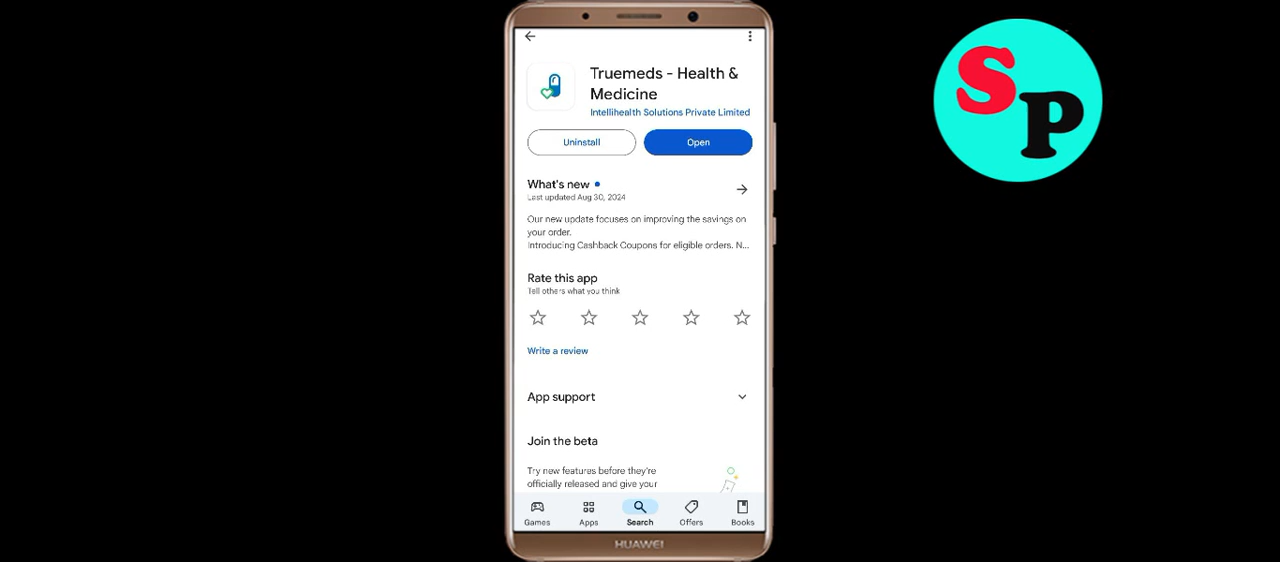 Truemeds - Health &
Medicine
Intellihealth Solutions Private Limited
Uninstall
Open
What's new
Last updated Aug 30, 2024
Our new update focuses on improving the savings on
your order.
Introducing Cashback Coupons for eligible orders. N...
Rate this app
Tell others what you think
Write a review
App support
Join the beta
Try new features before they're
officially released and give your
Games
Apps
Search
Offers
Books
HUAWEI
SP